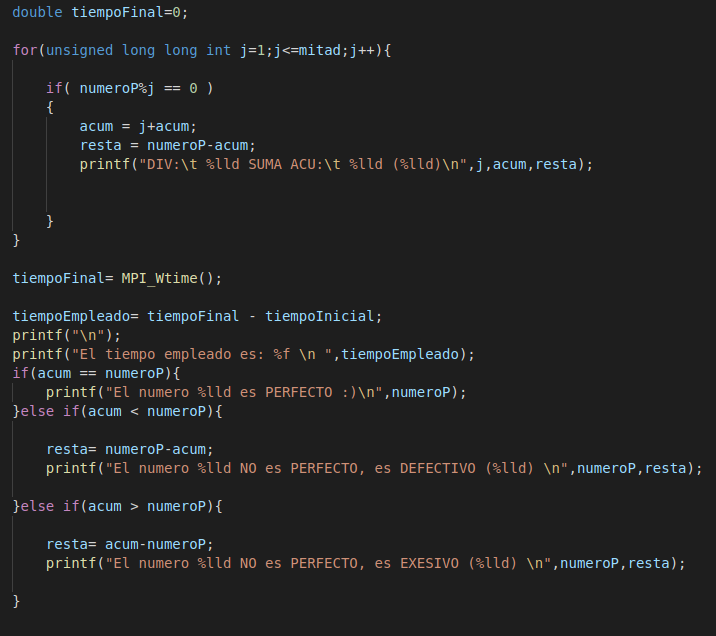 double tiempoFinal=0;
for(unsigned long long int j=1;j<=mitad;j++){
if( numeroP%j == 0 )
{
acum = j+acum;
resta = numeroP-acum;
printf("DIV:\t %lld SUMA ACU:\t %lld (%lld)\n",j,acum,resta);
}
}
tiempoFinal= MPI_Wtime();
tiempoEmpleado= tiempoFinal - tiempoInicial;
printf("\n");
printf("El tiempo empleado es: %f \n ",tiempoEmpleado);
if(acum == numeroP){
printf("El numero %lld es PERFECTO :)\n",numeroP);
}else if(acum < numeroP){
resta= numeroP-acum;
printf("El numero %lld NO es PERFECTO, es DEFECTIVO (%lld) \n",numeroP,resta);
}else if(acum > numeroP){
resta= acum-numeroP;
printf("El numero %lld NO es PERFECTO, es EXESIVO (%lld) \n",numeroP,resta);
}